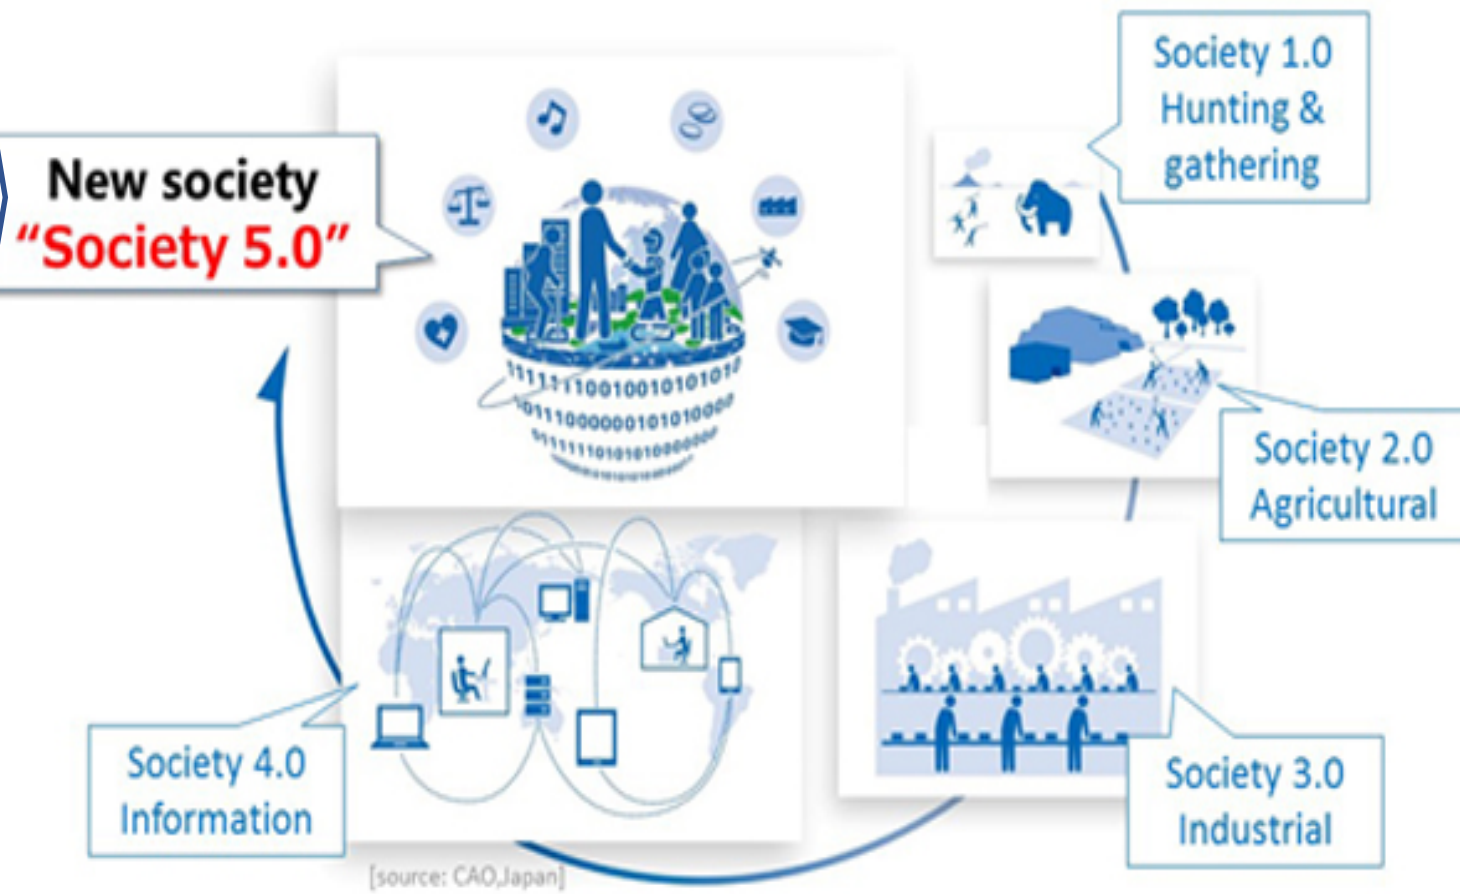 Society 1.0
Hunting &
gathering
New society
“Society 5.0”
Society 2.0
Agricultural
Society 4.0
Information
Society 3.0
Industrial
[source: CAO,Japan]